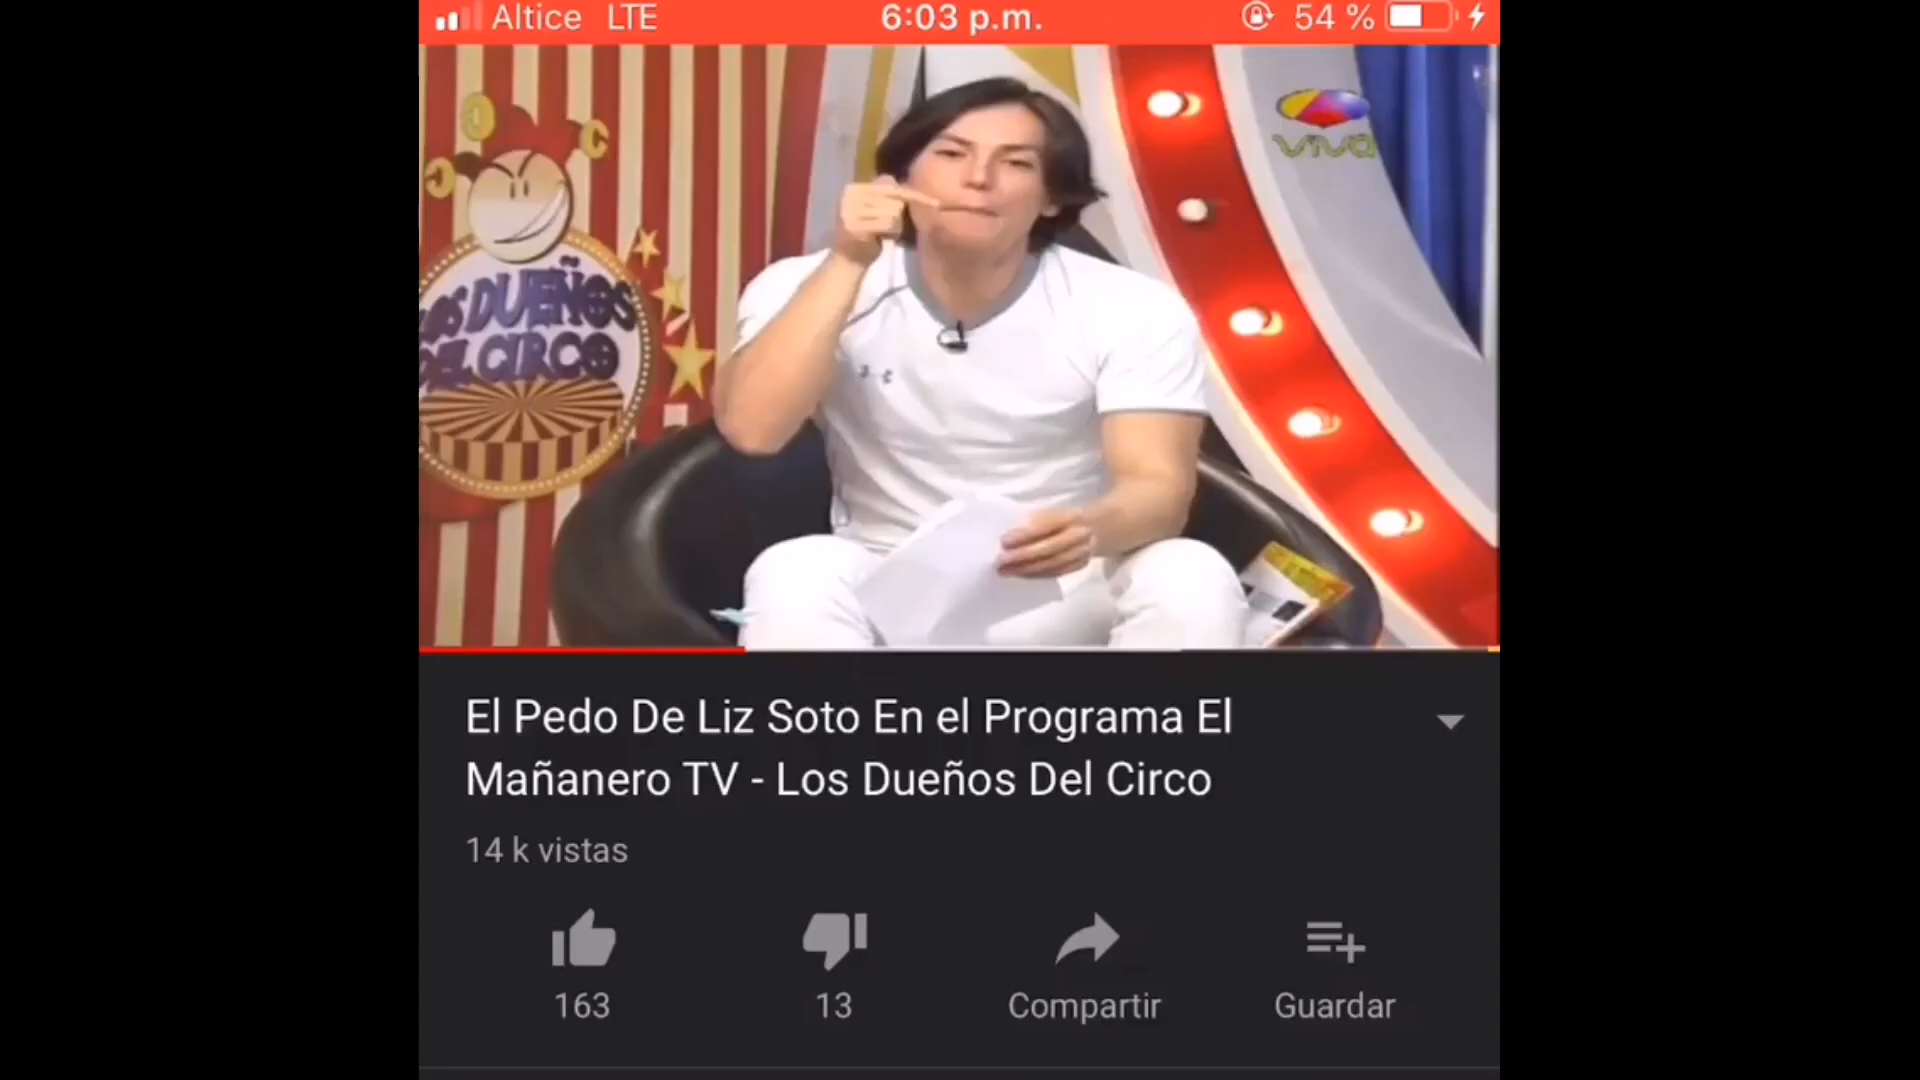 Altice LTE 6:03 p.m. 54 %
viva
LOS DUEÑOS
DEL CIRCO
El Pedo De Liz Soto En el Programa El
Mañanero TV - Los Dueños Del Circo
14 k vistas
163 13 Compartir Guardar